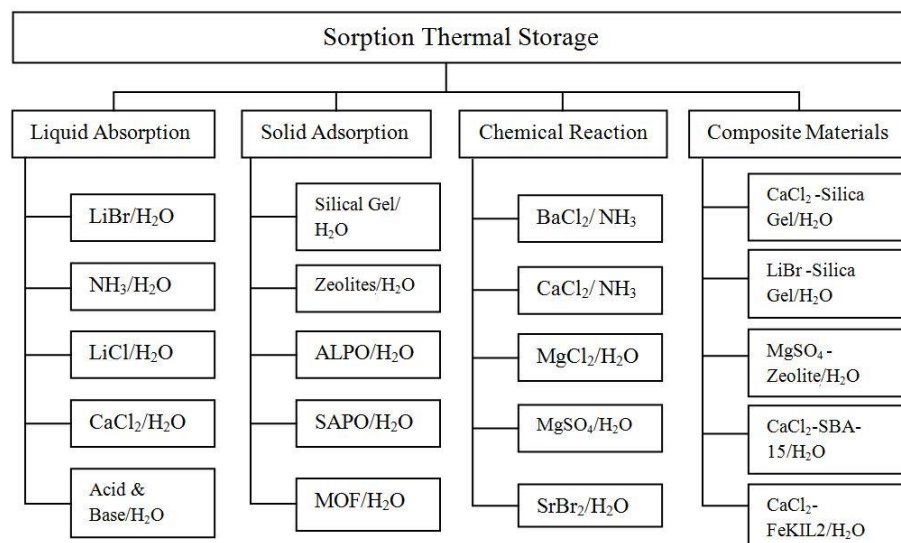 Sorption Thermal Storage
Liquid Absorption
LiBr/H₂O
NH₃/H₂O
LiCl/H₂O
CaCl₂/H₂O
Acid &
Base/H₂O
Solid Adsorption
Silical Gel/
H₂O
Zeolites/H₂O
ALPO/H₂O
SAPO/H₂O
MOF/H₂O
Chemical Reaction
BaCl₂/ NH₃
CaCl₂/ NH₃
MgCl₂/H₂O
MgSO₄/H₂O
SrBr₂/H₂O
Composite Materials
CaCl₂ -Silica
Gel/H₂O
LiBr -Silica
Gel/H₂O
MgSO₄ -
Zeolite/H₂O
CaCl₂-SBA-
15/H₂O
CaCl₂-
FeKIL2/H₂O